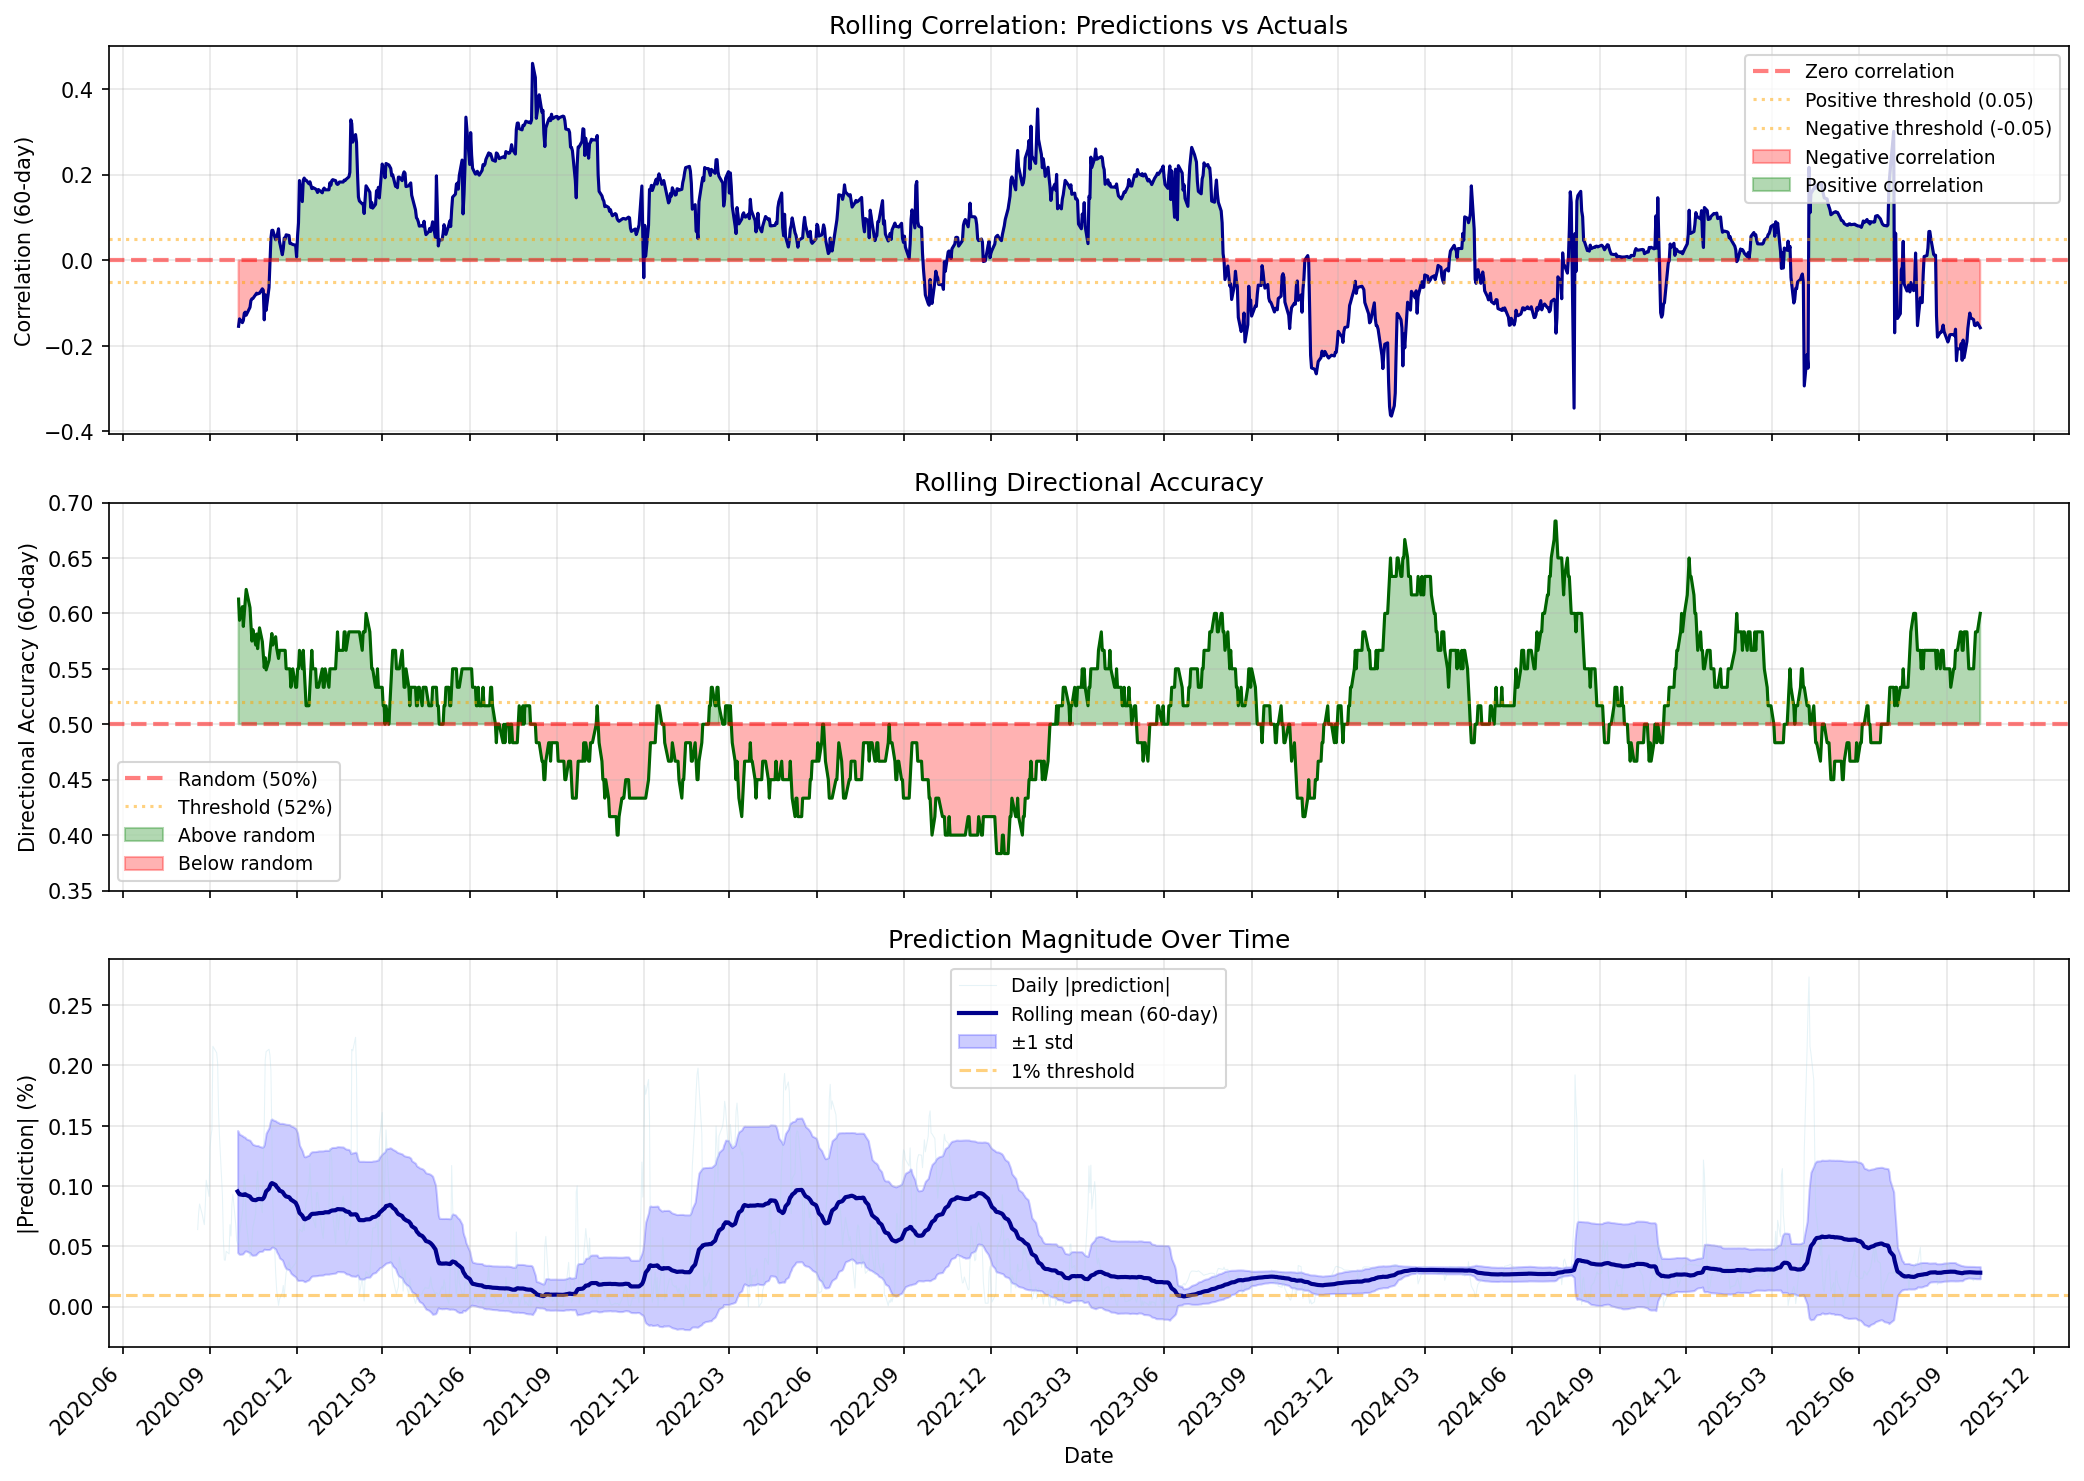 Rolling Correlation: Predictions vs Actuals
Correlation (60-day)
0.4
0.2
0.0
−0.2
−0.4
Zero correlation
Positive threshold (0.05)
Negative threshold (-0.05)
Negative correlation
Positive correlation
Rolling Directional Accuracy
Directional Accuracy (60-day)
0.70
0.65
0.60
0.55
0.50
0.45
0.40
0.35
Random (50%)
Threshold (52%)
Above random
Below random
Prediction Magnitude Over Time
|Prediction| (%)
0.25
0.20
0.15
0.10
0.05
0.00
Daily |prediction|
Rolling mean (60-day)
±1 std
1% threshold
2020-06
2020-09
2020-12
2021-03
2021-06
2021-09
2021-12
2022-03
2022-06
2022-09
2022-12
2023-03
2023-06
2023-09
2023-12
2024-03
2024-06
2024-09
2024-12
2025-03
2025-06
2025-09
2025-12
Date